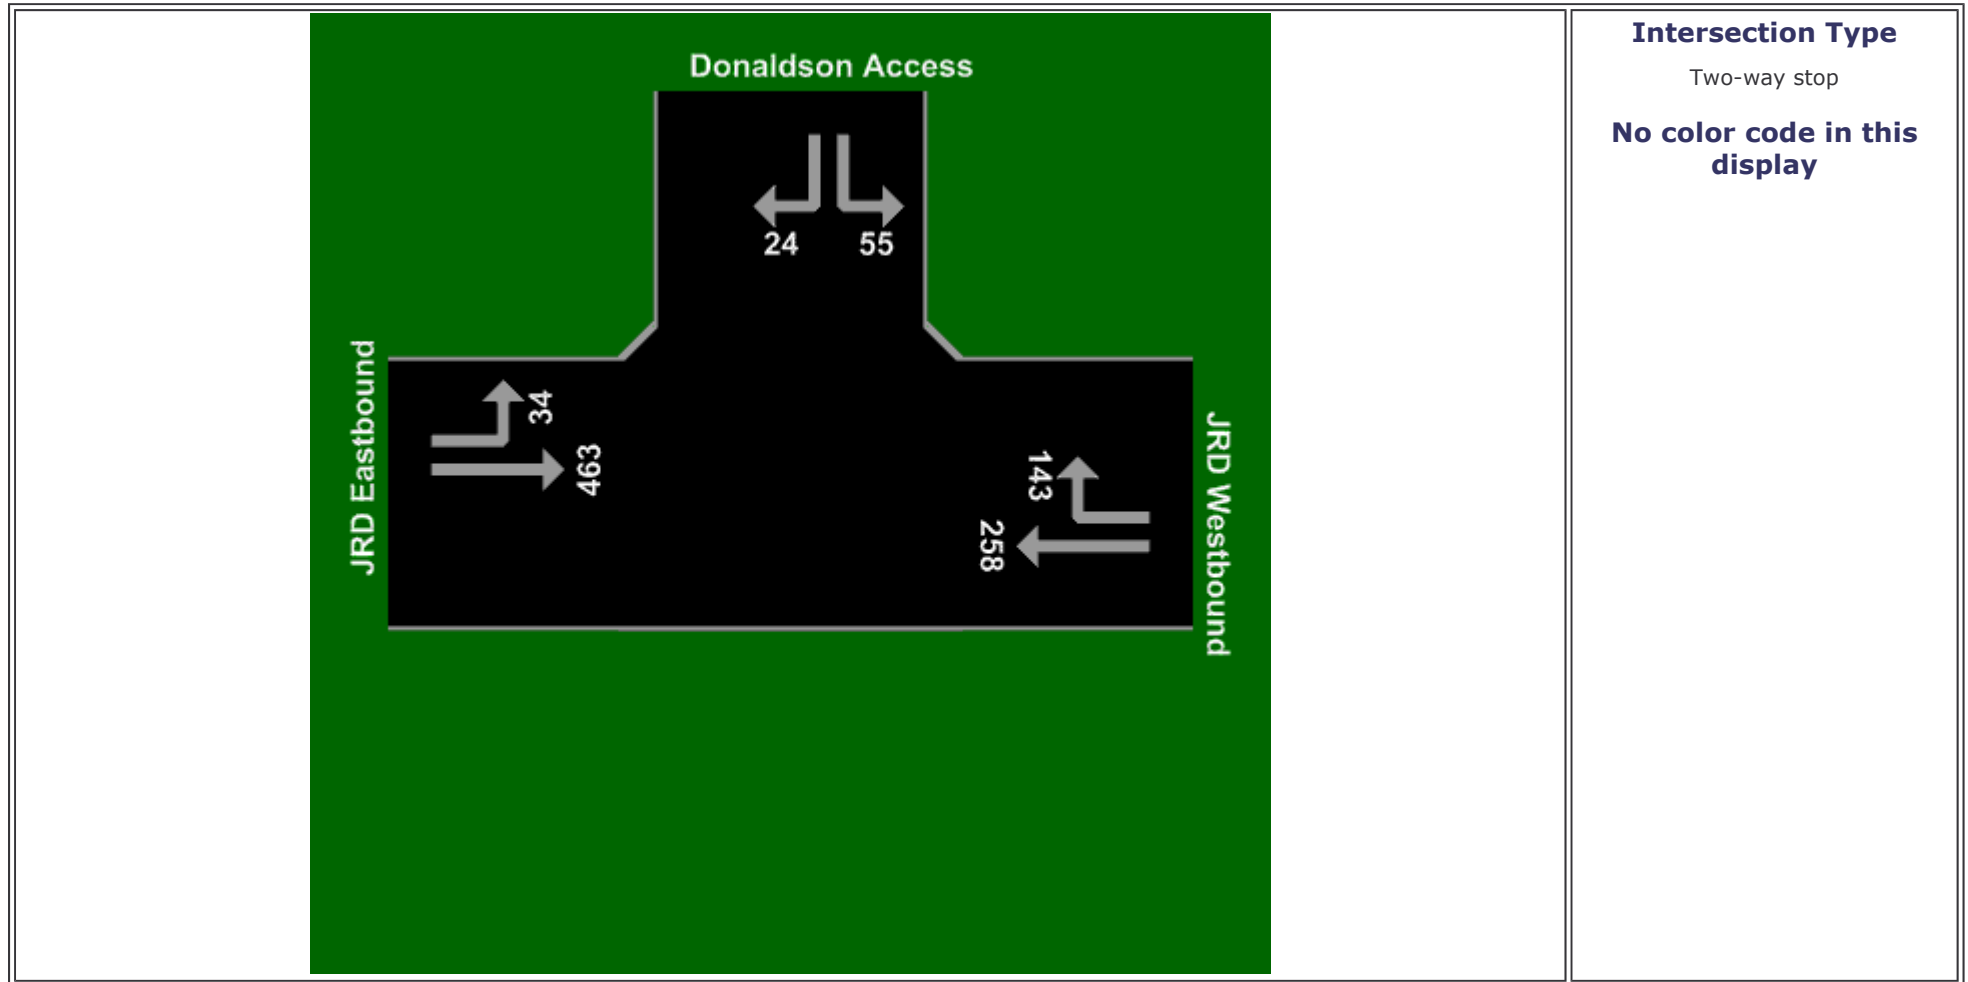 Donaldson Access
24 55
JRD Eastbound
34
463
143
258
JRD Westbound
Intersection Type
Two-way stop
No color code in this
display